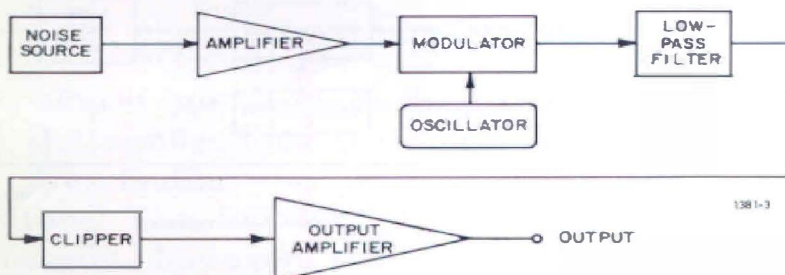 NOISE
SOURCE
AMPLIFIER
MODULATOR
LOW-
PASS
FILTER
OSCILLATOR
1381-3
CLIPPER
OUTPUT
AMPLIFIER
OUTPUT